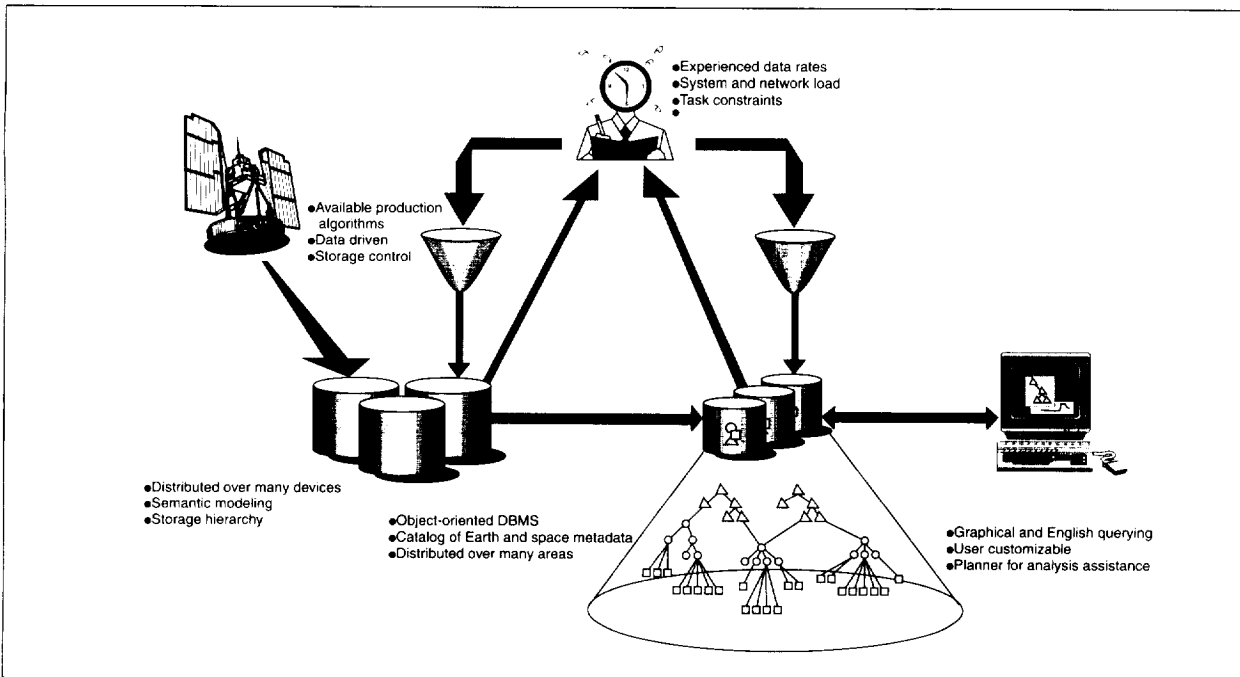 ●Experienced data rates
●System and network load
●Task constraints
●
●Available production
algorithms
●Data driven
●Storage control
●Distributed over many devices
●Semantic modeling
●Storage hierarchy
●Object-oriented DBMS
●Catalog of Earth and space metadata
●Distributed over many areas
●Graphical and English querying
●User customizable
●Planner for analysis assistance